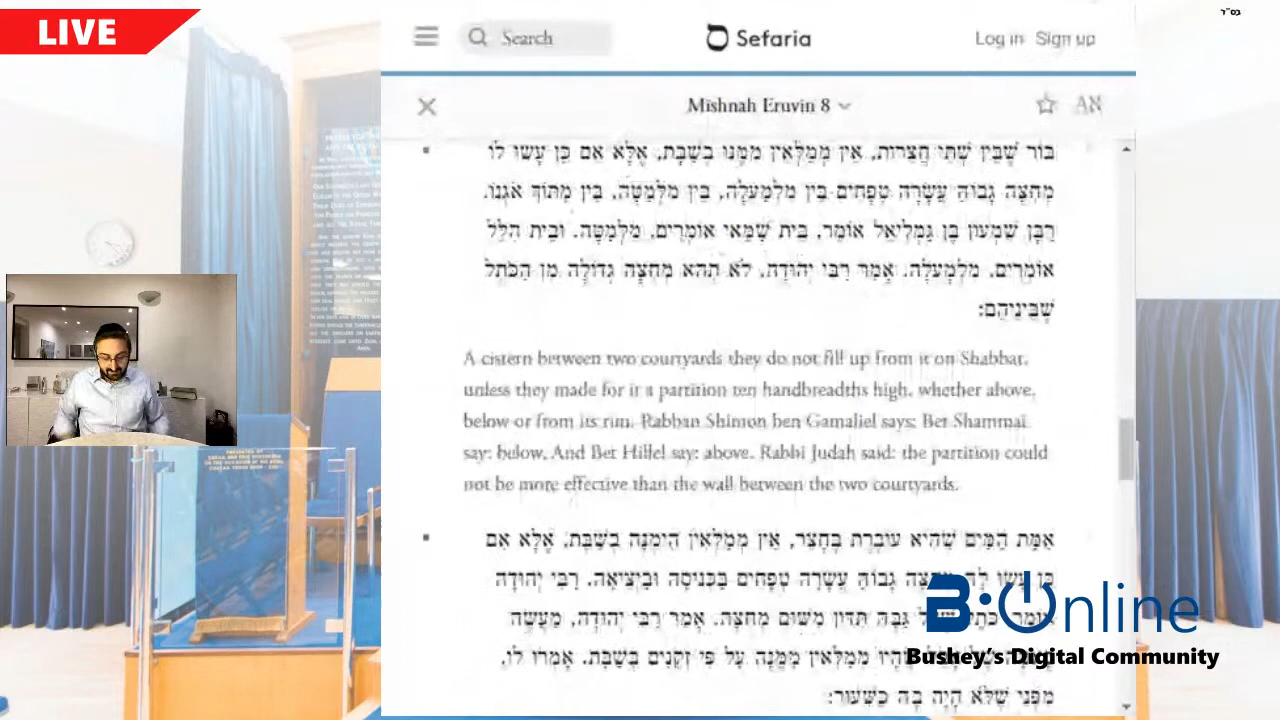 LIVE
בס"ד
Search
Sefaria
Log in Sign up
Mishnah Eruvin 8
בּוֹר שֶׁבֵּין שְׁתֵּי חֲצֵרוֹת, אֵין מְמַלְּאִין מִמֶּנּוּ בְשַׁבָּת, אֶלָּא אִם כֵּן עָשׂוּ לוֹ
מְחִצָּה גָבוֹהַּ עֲשָׂרָה טְפָחִים בֵּין מִלְמַעְלָה, בֵּין מִלְּמַטָּה, בֵּין מִתּוֹךְ אֹגְנוֹ.
רַבָּן שִׁמְעוֹן בֶּן גַּמְלִיאֵל אוֹמֵר, בֵּית שַׁמַּאי אוֹמְרִים, מִלְּמַטָּה. וּבֵית הִלֵּל
אוֹמְרִים, מִלְמָעְלָה. אָמַר רַבִּי יְהוּדָה, לֹא תְהֵא מְחִצָּה גְדוֹלָה מִן הַכֹּתֶל
שֶׁבֵּינֵיהֶם:
A cistern between two courtyards they do not fill up from it on Shabbat,
unless they made for it a partition ten handbreadths high, whether above,
below or from its rim. Rabban Shimon ben Gamaliel says: Bet Shammai
say: below, And Bet Hillel say: above. Rabbi Judah said: the partition could
not be more effective than the wall between the two courtyards.
אַמַּת הַמַּיִם שֶׁהִיא עוֹבֶרֶת בֶּחָצֵר, אֵין מְמַלְּאִין הֵימֶנָּה בְשַׁבָּת, אֶלָּא אִם
כֵּן עָשׂוּ לָהּ מְחִצָּה גָבוֹהַּ עֲשָׂרָה טְפָחִים בַּכְּנִיסָה וּבַיְצִיאָה. רַבִּי יְהוּדָה
אוֹמֵר, גַּבָּהּ תִּדּוֹן מִשּׁוּם מְחִצָּה. אָמַר רַבִּי יְהוּדָה, מַעֲשֶׂה
מְמַלְּאִין מִמֶּנָּה עַל פִּי זְקֵנִים בְּשַׁבָּת. אָמְרוּ לוֹ,
מִפְּנֵי שֶׁלֹּא הָיָה בָהּ כַּשִּׁעוּר:
B·Online
Bushey's Digital Community